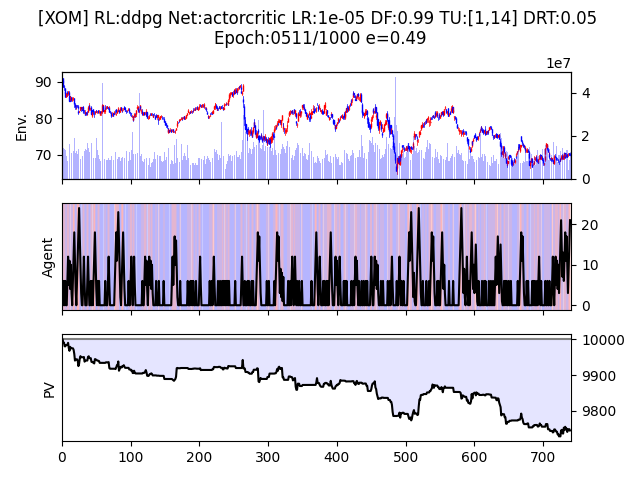 [XOM] RL:ddpg Net:actorcritic LR:1e-05 DF:0.99 TU:[1,14] DRT:0.05
Epoch:0511/1000 e=0.49
1e7
90
80
70
Env.
4
2
0
Agent
20
10
0
PV
10000
9900
9800
0 100 200 300 400 500 600 700